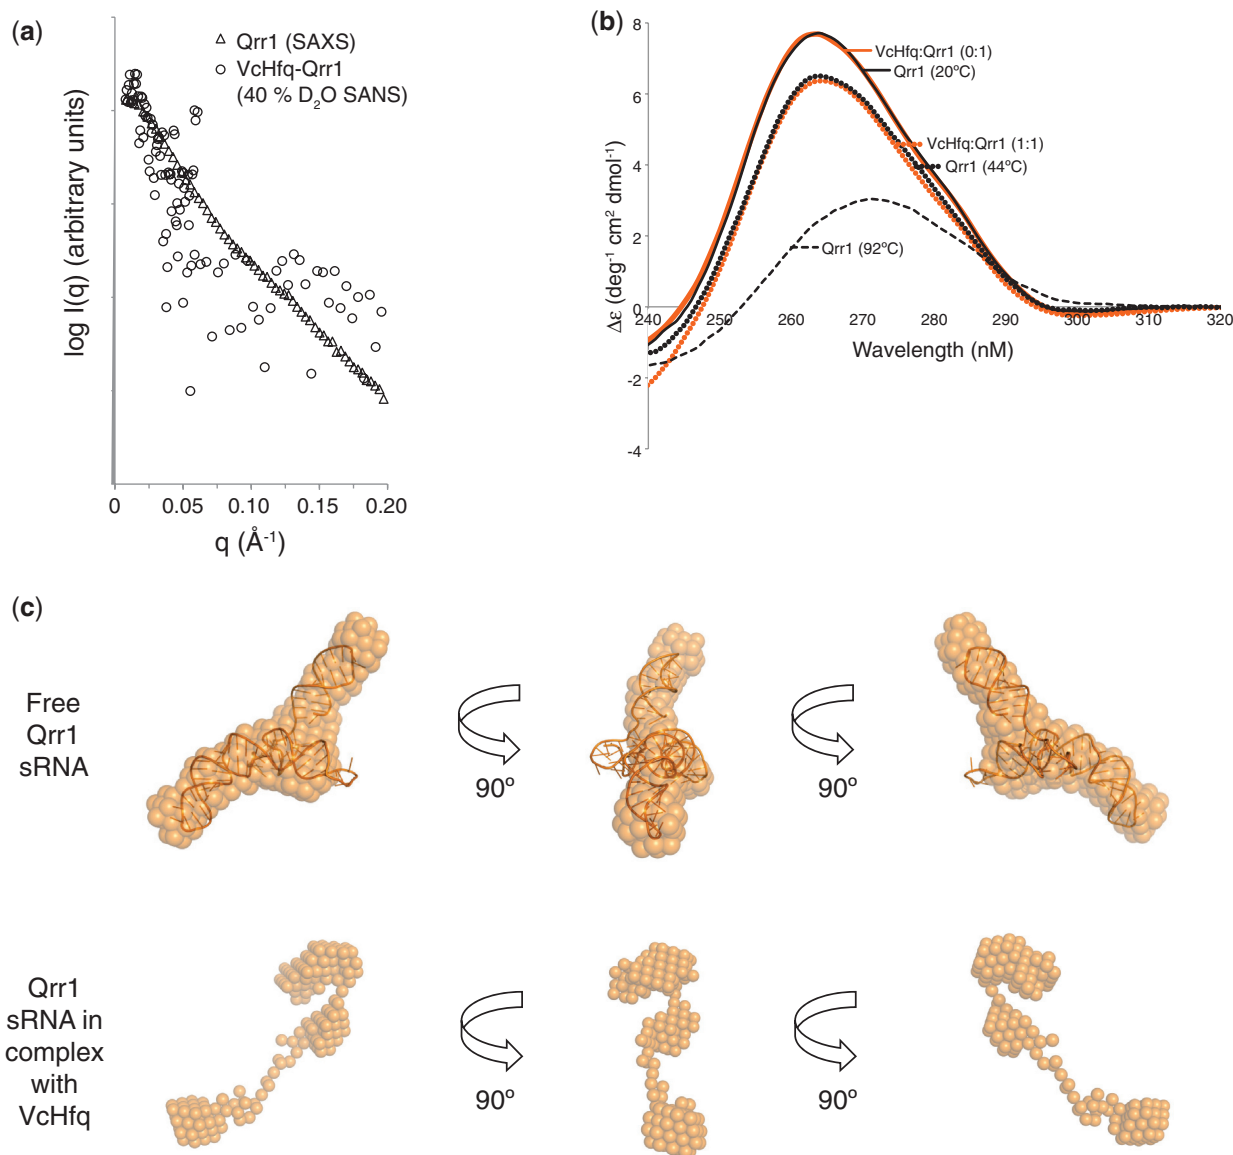 (a)
Qrr1 (SAXS)
VcHfq-Qrr1
(40 % D2O SANS)
log I(q) (arbitrary units)
0
0.05
0.10
0.15
0.20
q (Å-1)
(b)
8
6
4
2
0
-2
-4
Δε (deg-1 cm2 dmol-1)
VcHfq:Qrr1 (0:1)
Qrr1 (20ºC)
VcHfq:Qrr1 (1:1)
Qrr1 (44ºC)
Qrr1 (92ºC)
240
250
260
270
280
290
300
310
320
Wavelength (nM)
(c)
Free
Qrr1
sRNA
90º
90º
Qrr1
sRNA in
complex
with
VcHfq
90º
90º